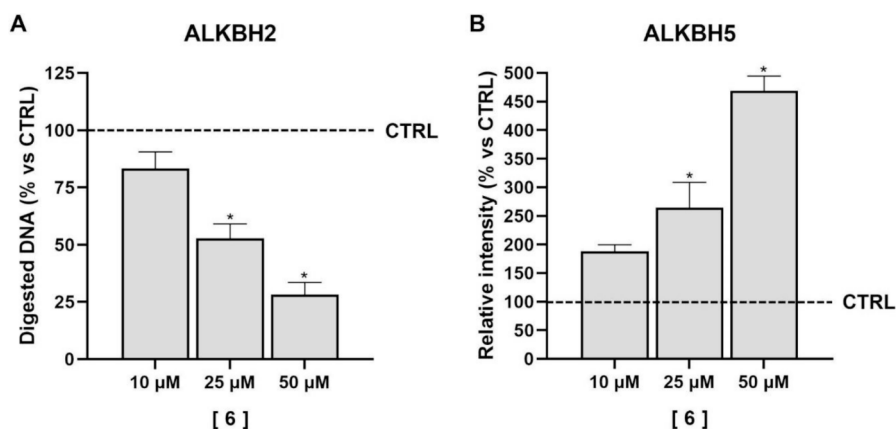 A
ALKBH2
Digested DNA (% vs CTRL)
125
100
75
50
25
0
CTRL
*
*
10 µM 25 µM 50 µM
[ 6 ]
B
ALKBH5
Relative intensity (% vs CTRL)
500
450
400
350
300
250
200
150
100
50
0
CTRL
*
*
10 µM 25 µM 50 µM
[ 6 ]